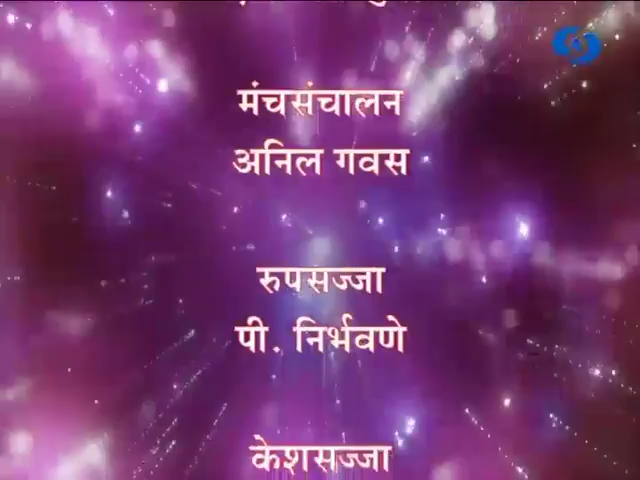 मंचसंचालन
अनिल गवस
रुपसज्जा
पी. निर्भवणे
केशसज्जा